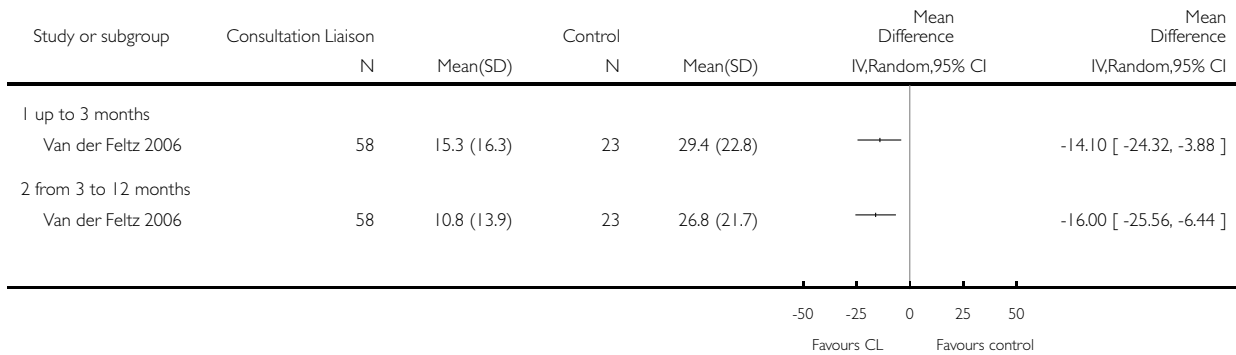 Study or subgroup Consultation Liaison Control Mean Difference Mean Difference
N Mean(SD) N Mean(SD) IV,Random,95% CI IV,Random,95% CI
1 up to 3 months
Van der Feltz 2006 58 15.3 (16.3) 23 29.4 (22.8) -14.10 [ -24.32, -3.88 ]
2 from 3 to 12 months
Van der Feltz 2006 58 10.8 (13.9) 23 26.8 (21.7) -16.00 [ -25.56, -6.44 ]
-50 -25 0 25 50
Favours CL Favours control